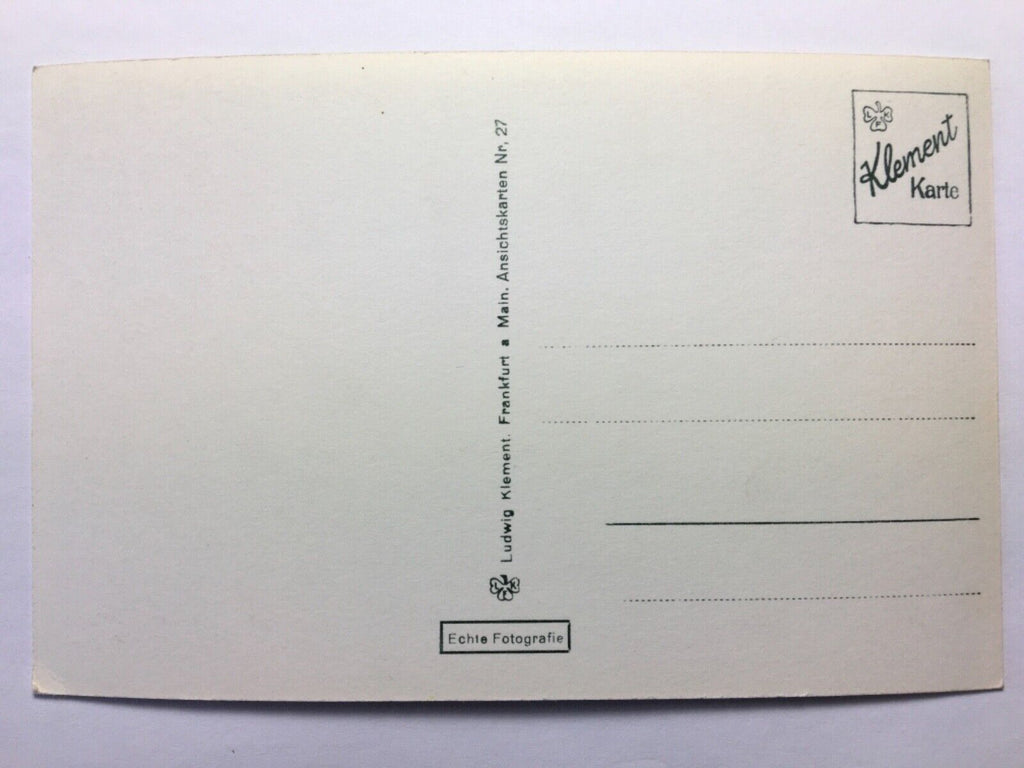 Klement
Karte
Ludwig Klement. Frankfurt a Main. Ansichtskarten Nr. 27
Echte Fotografie